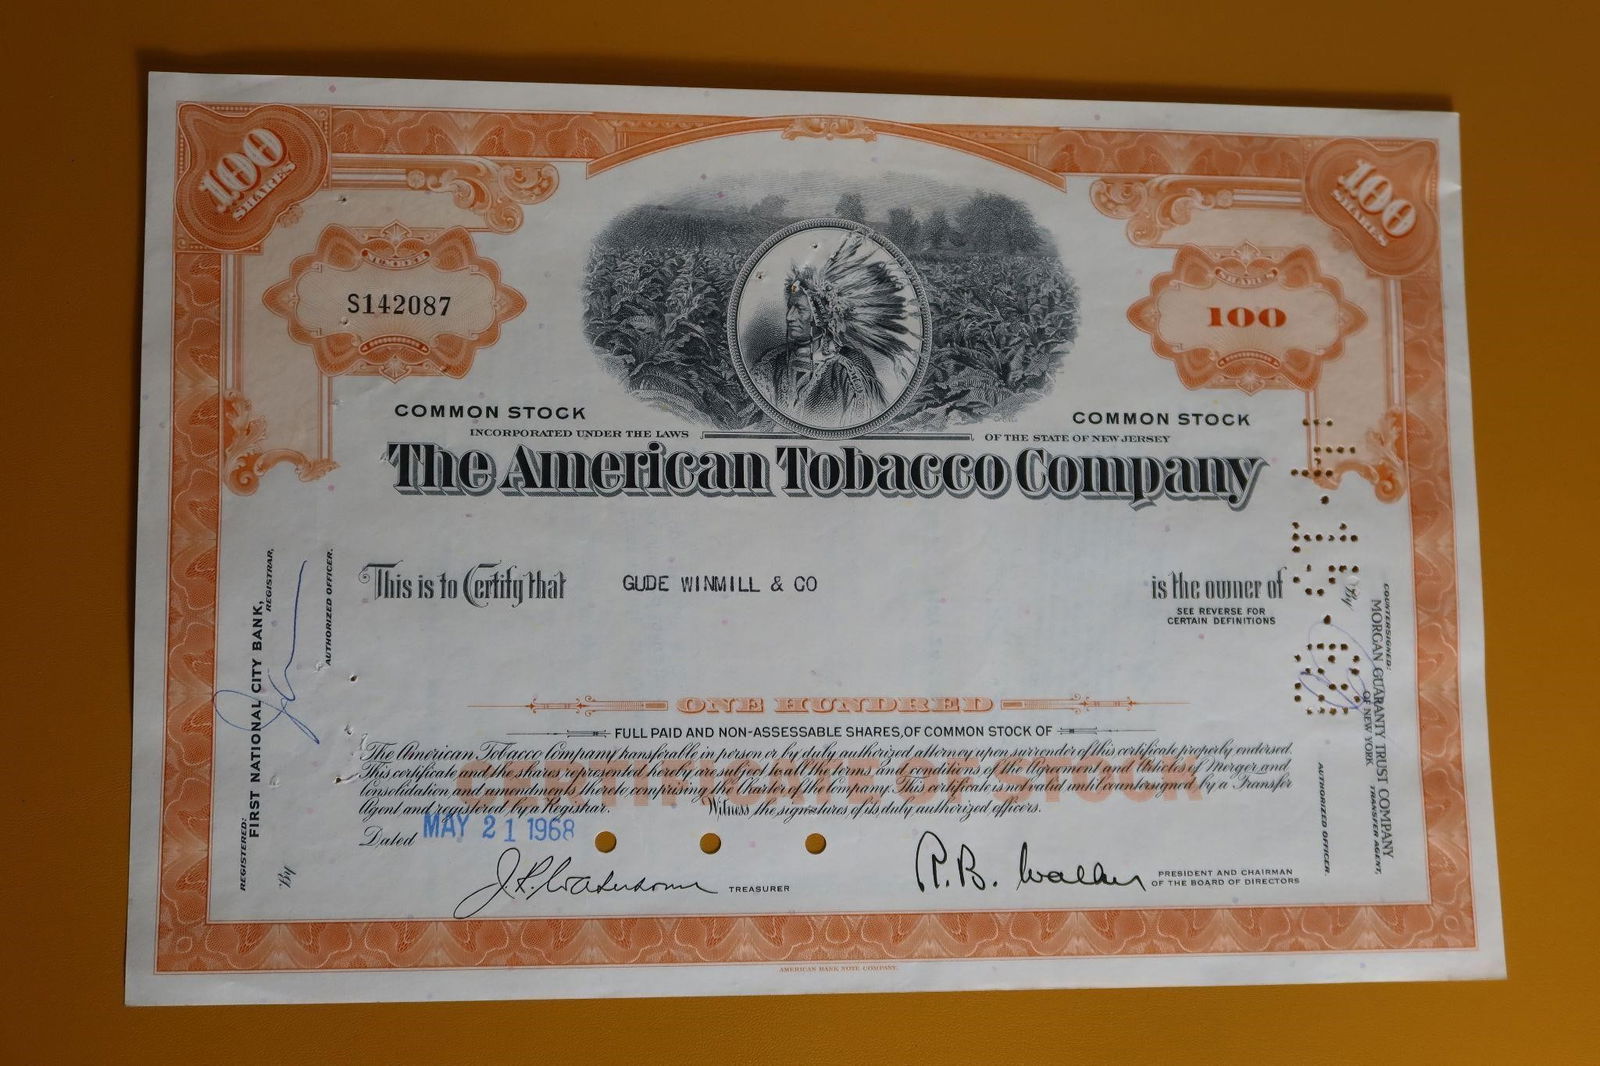 100 SHARES
100 SHARES
NUMBER
S142087
SHARES
100
COMMON STOCK
COMMON STOCK
INCORPORATED UNDER THE LAWS
OF THE STATE OF NEW JERSEY
The American Tobacco Company
This is to Certify that
GUDE WINMILL & CO
is the owner of
SEE REVERSE FOR
CERTAIN DEFINITIONS
ONE HUNDRED
FULL PAID AND NON-ASSESSABLE SHARES, OF COMMON STOCK OF
The American Tobacco Company transferable in person or by duly authorized attorney upon surrender of this certificate properly endorsed.
This certificate and the shares represented hereby are subject to all the terms and conditions of the Agreement and Articles of Merger and
Consolidation and amendments thereto comprising the Charter of the Company. This certificate is not valid until countersigned by a Transfer
Agent and registered by a Registrar.
Witness the signatures of its duly authorized officers.
Dated MAY 21 1968
TREASURER
R.B. Walker
PRESIDENT AND CHAIRMAN
OF THE BOARD OF DIRECTORS
AMERICAN BANK NOTE COMPANY.
REGISTERED:
FIRST NATIONAL CITY BANK,
REGISTRAR,
By
AUTHORIZED OFFICER.
COUNTERSIGNED:
MORGAN GUARANTY TRUST COMPANY
OF NEW YORK
TRANSFER AGENT,
By
AUTHORIZED OFFICER.